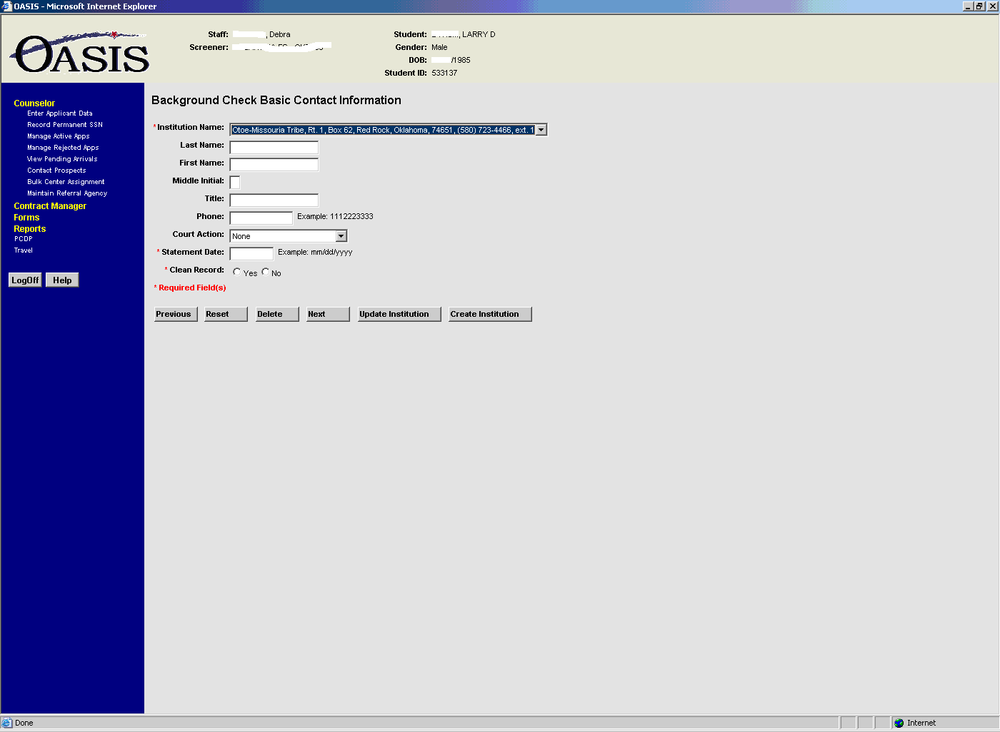 OASIS - Microsoft Internet Explorer
OASIS
Staff: , Debra
Screener:
Student: , LARRY D
Gender: Male
DOB: /1985
Student ID: 533137
Counselor
Enter Applicant Data
Record Permanent SSN
Manage Active Apps
Manage Rejected Apps
View Pending Arrivals
Contact Prospects
Bulk Center Assignment
Maintain Referral Agency
Contract Manager
Forms
Reports
PCDP
Travel
LogOff Help
Background Check Basic Contact Information
*Institution Name: Otoe-Missouria Tribe, Rt. 1, Box 62, Red Rock, Oklahoma, 74651, (580) 723-4466, ext. 1
Last Name:
First Name:
Middle Initial:
Title:
Phone: Example: 1112223333
Court Action: None
* Statement Date: Example: mm/dd/yyyy
* Clean Record: Yes No
* Required Field(s)
Previous Reset Delete Next Update Institution Create Institution
Done Internet